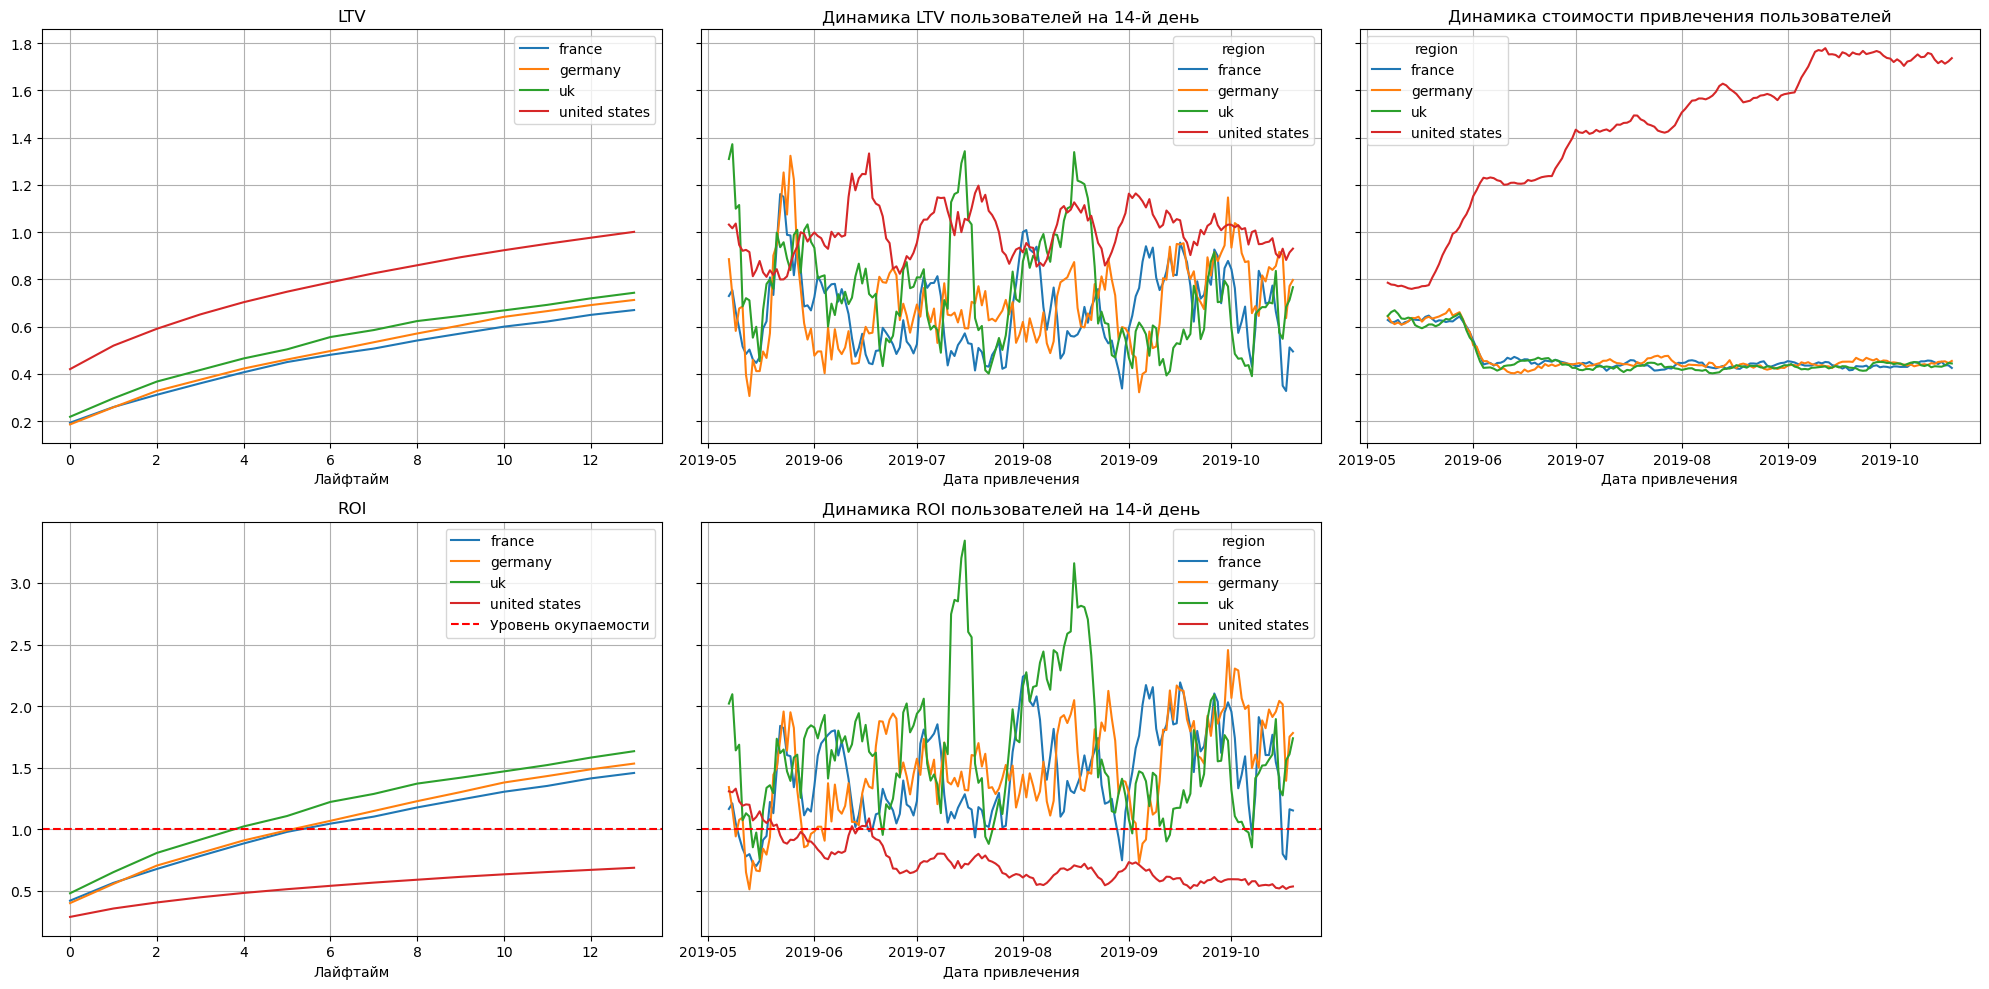 LTV
france
germany
uk
united states
1.8
1.6
1.4
1.2
1.0
0.8
0.6
0.4
0.2
0 2 4 6 8 10 12
Лайфтайм
Динамика LTV пользователей на 14-й день
region
france
germany
uk
united states
2019-05 2019-06 2019-07 2019-08 2019-09 2019-10
Дата привлечения
Динамика стоимости привлечения пользователей
region
france
germany
uk
united states
2019-05 2019-06 2019-07 2019-08 2019-09 2019-10
Дата привлечения
ROI
france
germany
uk
united states
Уровень окупаемости
3.0
2.5
2.0
1.5
1.0
0.5
0 2 4 6 8 10 12
Лайфтайм
Динамика ROI пользователей на 14-й день
region
france
germany
uk
united states
2019-05 2019-06 2019-07 2019-08 2019-09 2019-10
Дата привлечения